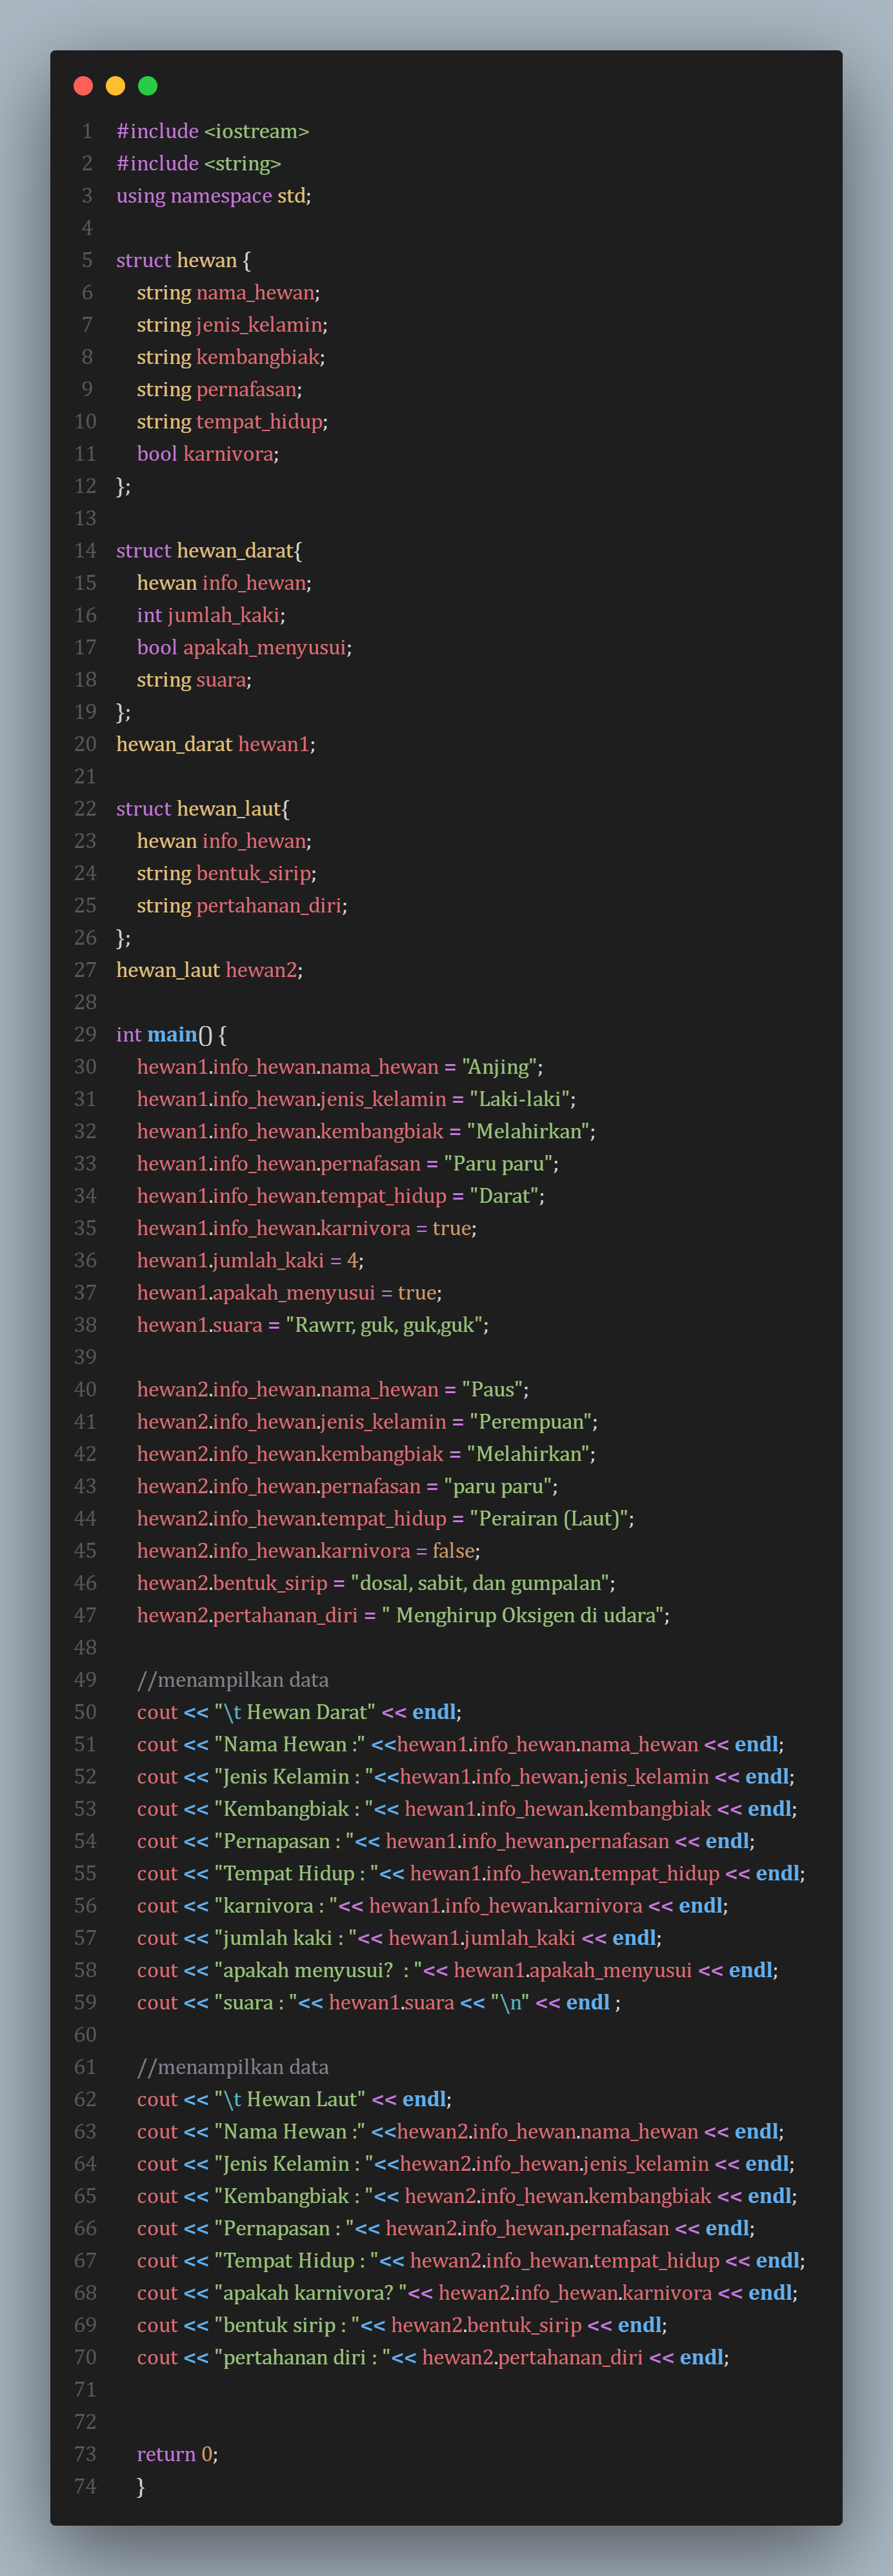 1 #include <iostream>
2 #include <string>
3 using namespace std;
4
5 struct hewan {
6     string nama_hewan;
7     string jenis_kelamin;
8     string kembangbiak;
9     string pernafasan;
10     string tempat_hidup;
11     bool karnivora;
12 };
13
14 struct hewan_darat{
15     hewan info_hewan;
16     int jumlah_kaki;
17     bool apakah_menyusui;
18     string suara;
19 };
20 hewan_darat hewan1;
21
22 struct hewan_laut{
23     hewan info_hewan;
24     string bentuk_sirip;
25     string pertahanan_diri;
26 };
27 hewan_laut hewan2;
28
29 int main() {
30     hewan1.info_hewan.nama_hewan = "Anjing";
31     hewan1.info_hewan.jenis_kelamin = "Laki-laki";
32     hewan1.info_hewan.kembangbiak = "Melahirkan";
33     hewan1.info_hewan.pernafasan = "Paru paru";
34     hewan1.info_hewan.tempat_hidup = "Darat";
35     hewan1.info_hewan.karnivora = true;
36     hewan1.jumlah_kaki = 4;
37     hewan1.apakah_menyusui = true;
38     hewan1.suara = "Rawrr, guk, guk,guk";
39
40     hewan2.info_hewan.nama_hewan = "Paus";
41     hewan2.info_hewan.jenis_kelamin = "Perempuan";
42     hewan2.info_hewan.kembangbiak = "Melahirkan";
43     hewan2.info_hewan.pernafasan = "paru paru";
44     hewan2.info_hewan.tempat_hidup = "Perairan (Laut)";
45     hewan2.info_hewan.karnivora = false;
46     hewan2.bentuk_sirip = "dosal, sabit, dan gumpalan";
47     hewan2.pertahanan_diri = " Menghirup Oksigen di udara";
48
49     //menampilkan data
50     cout << "\t Hewan Darat" << endl;
51     cout << "Nama Hewan :" <<hewan1.info_hewan.nama_hewan << endl;
52     cout << "Jenis Kelamin : "<<hewan1.info_hewan.jenis_kelamin << endl;
53     cout << "Kembangbiak : "<< hewan1.info_hewan.kembangbiak << endl;
54     cout << "Pernapasan : "<< hewan1.info_hewan.pernafasan << endl;
55     cout << "Tempat Hidup : "<< hewan1.info_hewan.tempat_hidup << endl;
56     cout << "karnivora : "<< hewan1.info_hewan.karnivora << endl;
57     cout << "jumlah kaki : "<< hewan1.jumlah_kaki << endl;
58     cout << "apakah menyusui?  : "<< hewan1.apakah_menyusui << endl;
59     cout << "suara : "<< hewan1.suara << "\n" << endl ;
60
61     //menampilkan data
62     cout << "\t Hewan Laut" << endl;
63     cout << "Nama Hewan :" <<hewan2.info_hewan.nama_hewan << endl;
64     cout << "Jenis Kelamin : "<<hewan2.info_hewan.jenis_kelamin << endl;
65     cout << "Kembangbiak : "<< hewan2.info_hewan.kembangbiak << endl;
66     cout << "Pernapasan : "<< hewan2.info_hewan.pernafasan << endl;
67     cout << "Tempat Hidup : "<< hewan2.info_hewan.tempat_hidup << endl;
68     cout << "apakah karnivora? "<< hewan2.info_hewan.karnivora << endl;
69     cout << "bentuk sirip : "<< hewan2.bentuk_sirip << endl;
70     cout << "pertahanan diri : "<< hewan2.pertahanan_diri << endl;
71
72
73     return 0;
74     }